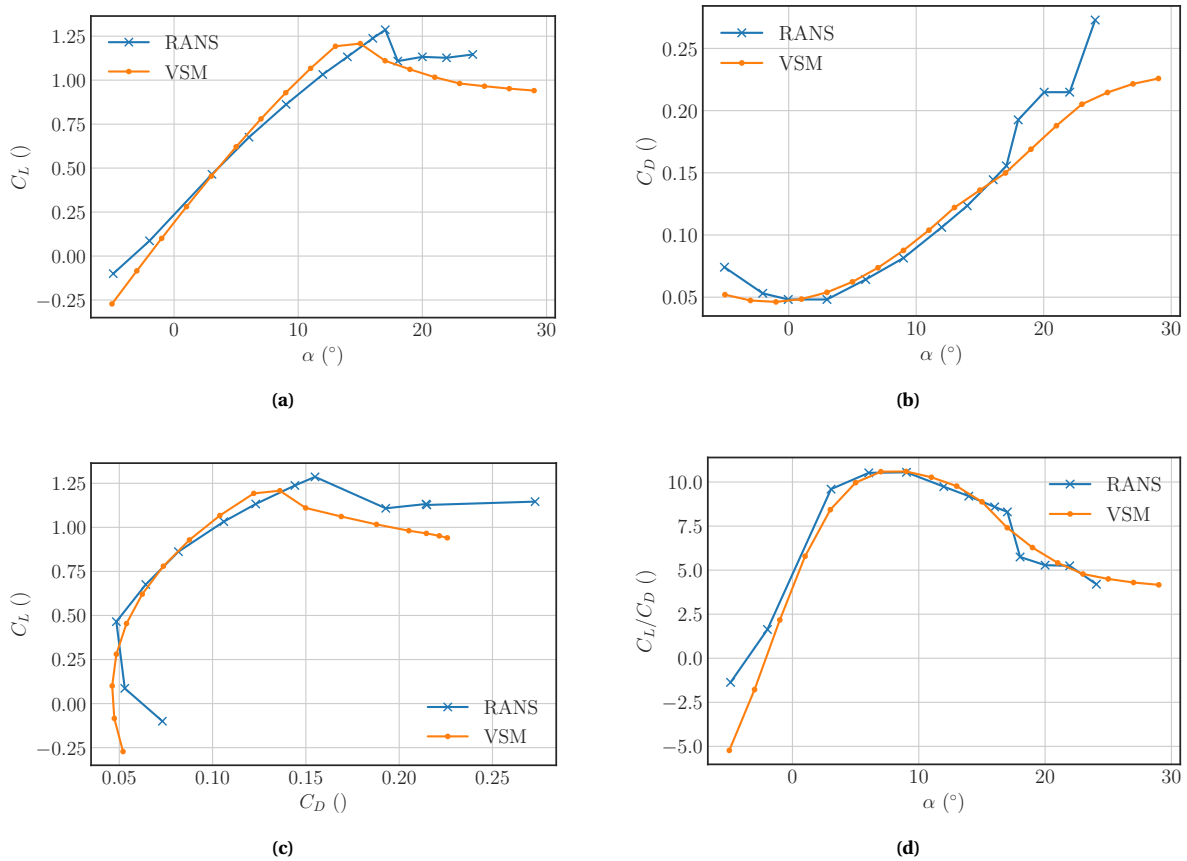 1.25
1.00
0.75
0.50
0.25
0.00
−0.25
C_L ()
RANS
VSM
0
10
20
30
α (°)
(a)
0.25
0.20
0.15
0.10
0.05
C_D ()
RANS
VSM
0
10
20
30
α (°)
(b)
1.25
1.00
0.75
0.50
0.25
0.00
−0.25
C_L ()
RANS
VSM
0.05
0.10
0.15
0.20
0.25
C_D ()
(c)
10.0
7.5
5.0
2.5
0.0
−2.5
−5.0
C_L/C_D ()
RANS
VSM
0
10
20
30
α (°)
(d)